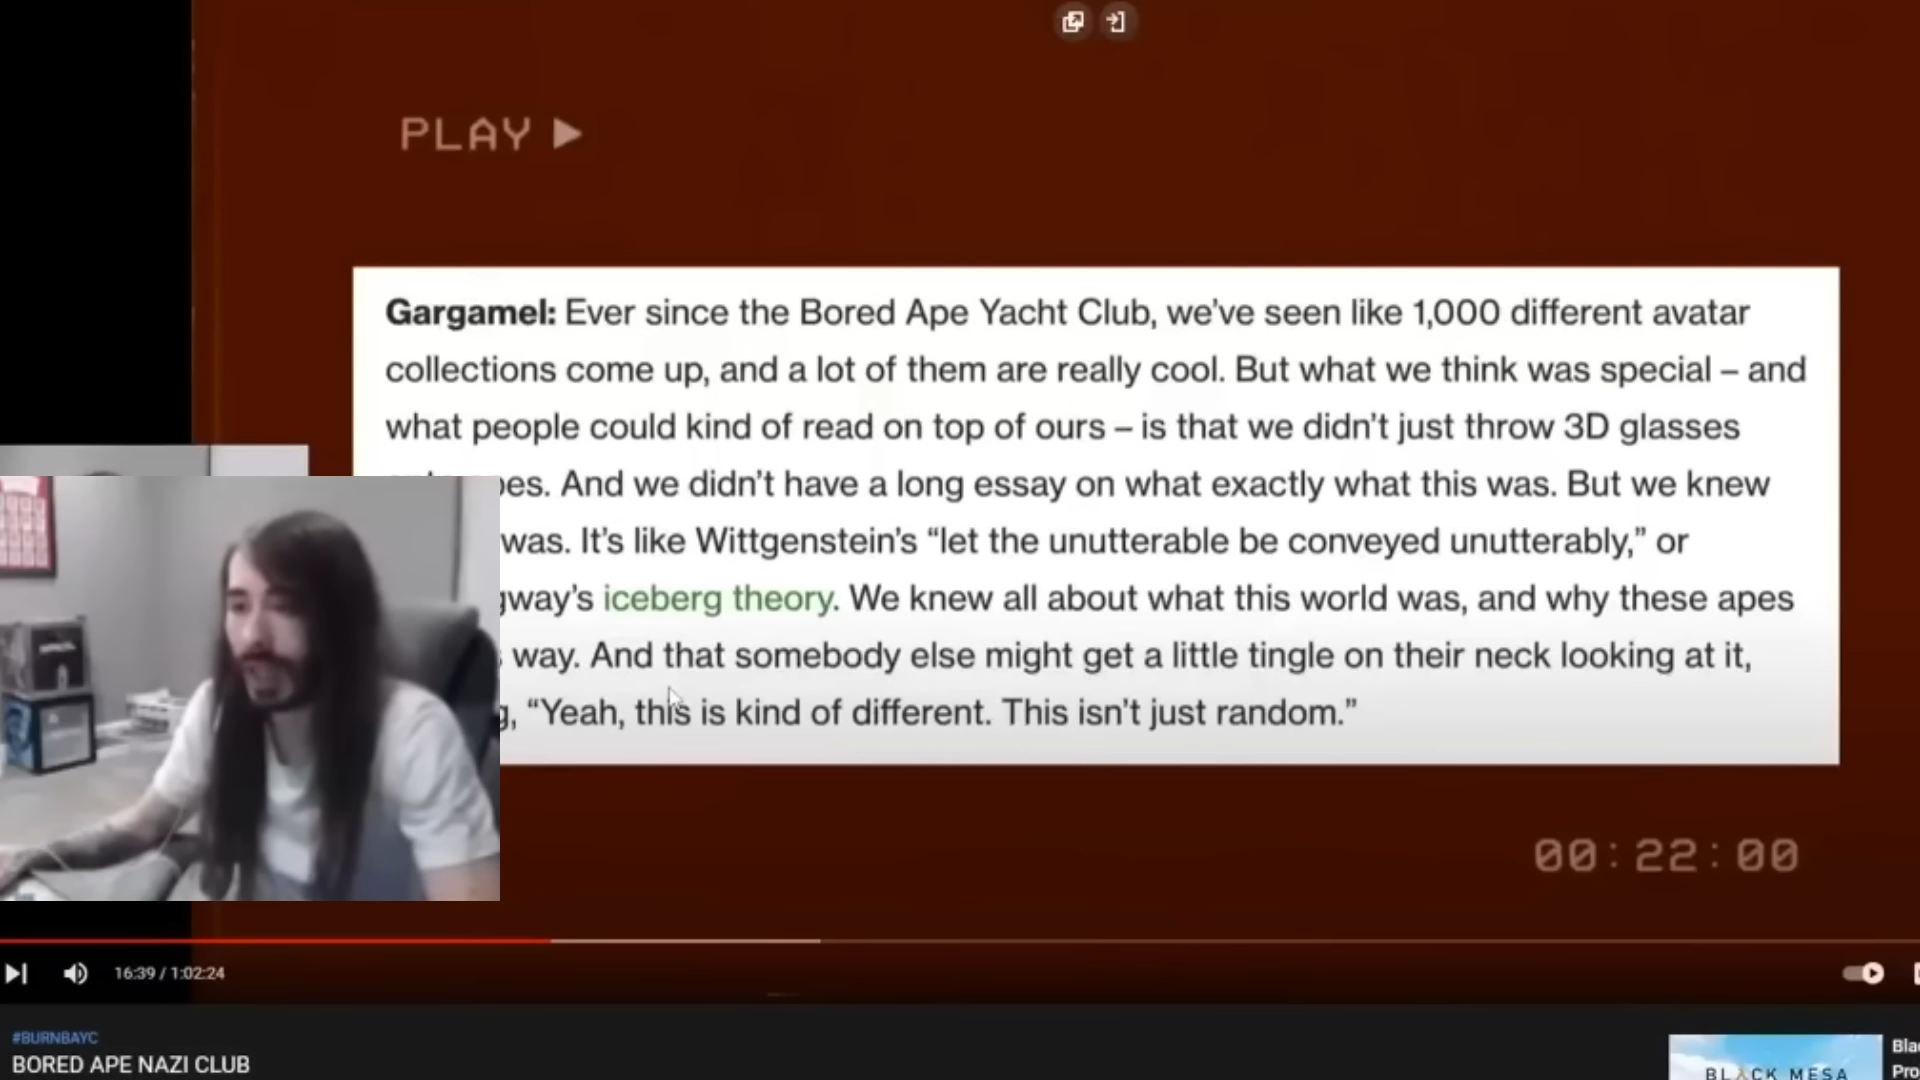 PLAY
Gargamel: Ever since the Bored Ape Yacht Club, we’ve seen like 1,000 different avatar
collections come up, and a lot of them are really cool. But what we think was special – and
what people could kind of read on top of ours – is that we didn’t just throw 3D glasses
And we didn’t have a long essay on what exactly what this was. But we knew
was. It’s like Wittgenstein’s “let the unutterable be conveyed unutterably,” or
iceberg theory. We knew all about what this world was, and why these apes
way. And that somebody else might get a little tingle on their neck looking at it,
“Yeah, this is kind of different. This isn’t just random.”
00:22:00
16:39 / 1:02:24
#BURNBAYC
BORED APE NAZI CLUB
BLACK MESA